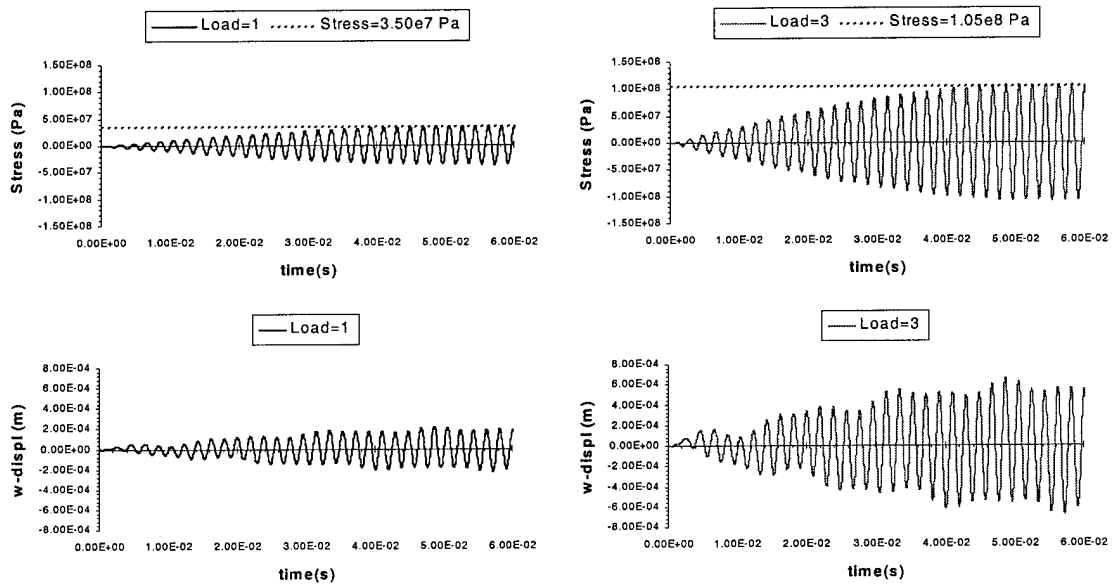 Load=1 Stress=3.50e7 Pa
Stress (Pa)
1.50E+08
1.00E+08
5.00E+07
0.00E+00
-5.00E+07
-1.00E+08
-1.50E+08
0.00E+00 1.00E-02 2.00E-02 3.00E-02 4.00E-02 5.00E-02 6.00E-02
time(s)
Load=3 Stress=1.05e8 Pa
Stress (Pa)
1.50E+08
1.00E+08
5.00E+07
0.00E+00
-5.00E+07
-1.00E+08
-1.50E+08
0.00E+00 1.00E-02 2.00E-02 3.00E-02 4.00E-02 5.00E-02 6.00E-02
time(s)
Load=1
w-displ (m)
8.00E-04
6.00E-04
4.00E-04
2.00E-04
0.00E+00
-2.00E-04
-4.00E-04
-6.00E-04
-8.00E-04
0.00E+00 1.00E-02 2.00E-02 3.00E-02 4.00E-02 5.00E-02 6.00E-02
time(s)
Load=3
w-displ (m)
8.00E-04
6.00E-04
4.00E-04
2.00E-04
0.00E+00
-2.00E-04
-4.00E-04
-6.00E-04
-8.00E-04
0.00E+00 1.00E-02 2.00E-02 3.00E-02 4.00E-02 5.00E-02 6.00E-02
time(s)